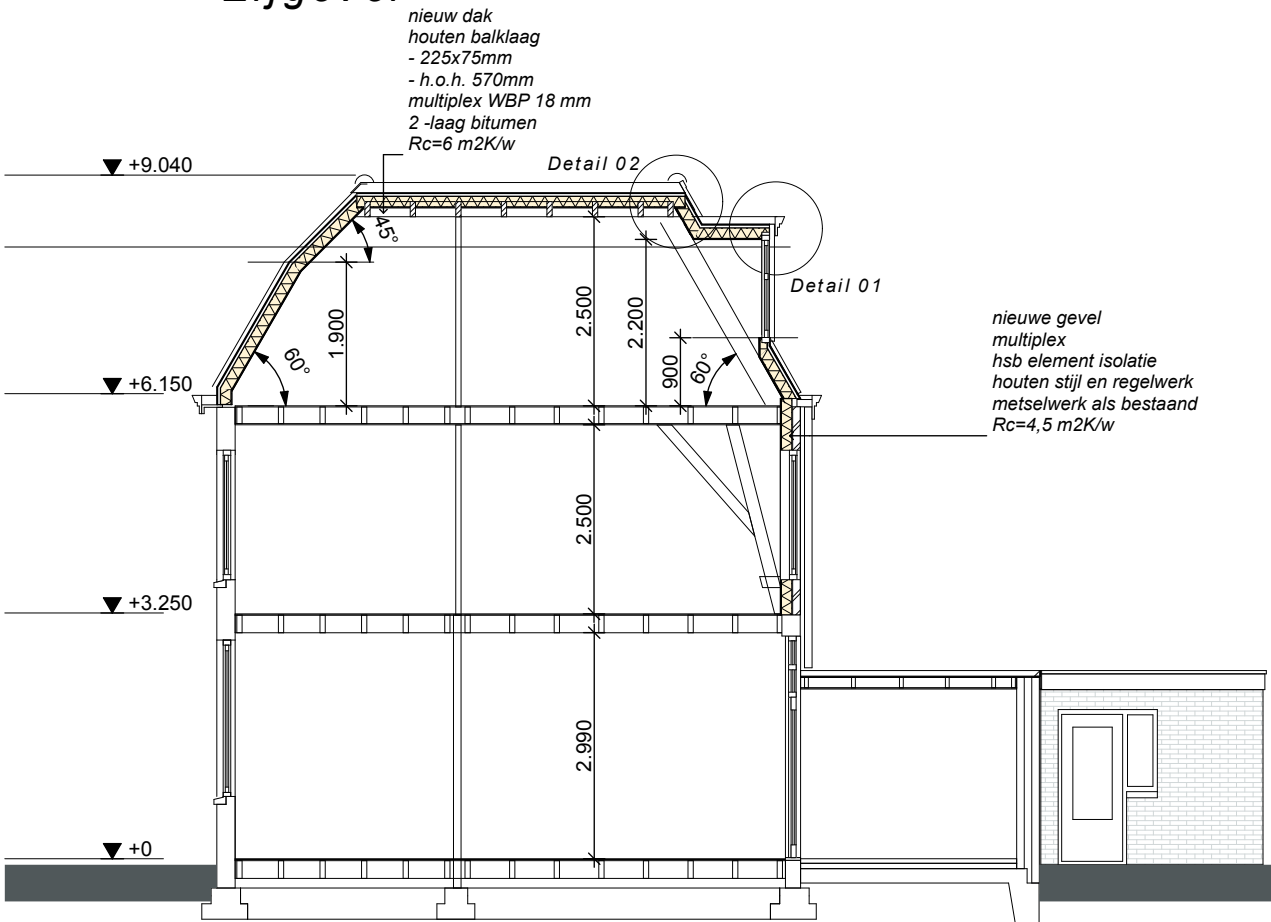 nieuw dak
houten balklaag
- 225x75mm
- h.o.h. 570mm
multiplex WBP 18 mm
2 -laag bitumen
Rc=6 m2K/w
+9.040
Detail 02
45°
Detail 01
1.900
2.500
2.200
900
60°
60°
nieuwe gevel
multiplex
hsb element isolatie
houten stijl en regelwerk
metselwerk als bestaand
Rc=4,5 m2K/w
+6.150
2.500
+3.250
2.990
+0